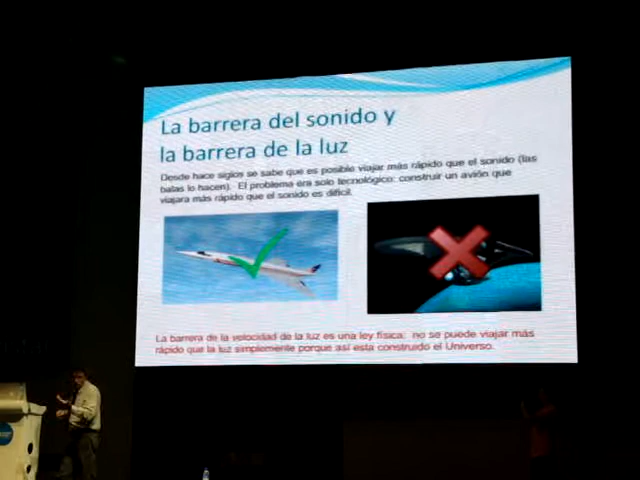 La barrera del sonido y
la barrera de la luz
Desde hace siglos se sabe que es posible viajar más rápido que el sonido (las
balas lo hacen). El problema era solo tecnológico: construir un avión que
viajara más rápido que el sonido es difícil.
La barrera de la velocidad de la luz es una ley física: no se puede viajar más
rápido que la luz simplemente porque así esta construido el Universo.